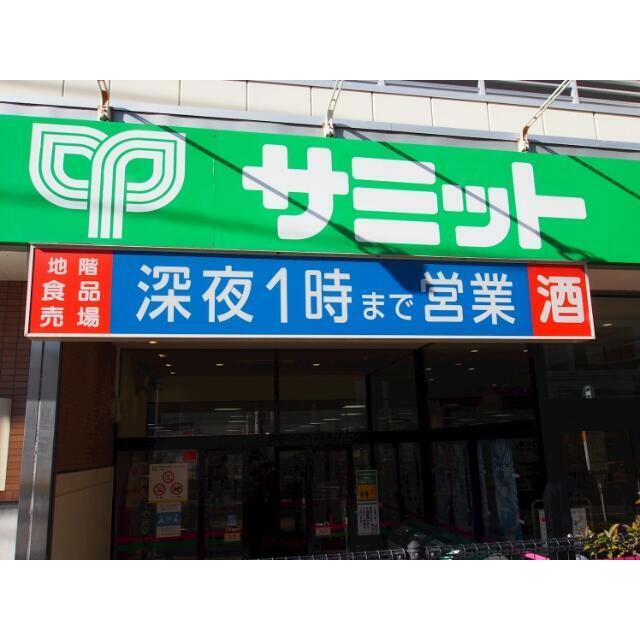 サミット
地階
食品
売場
深夜1時まで営業
酒